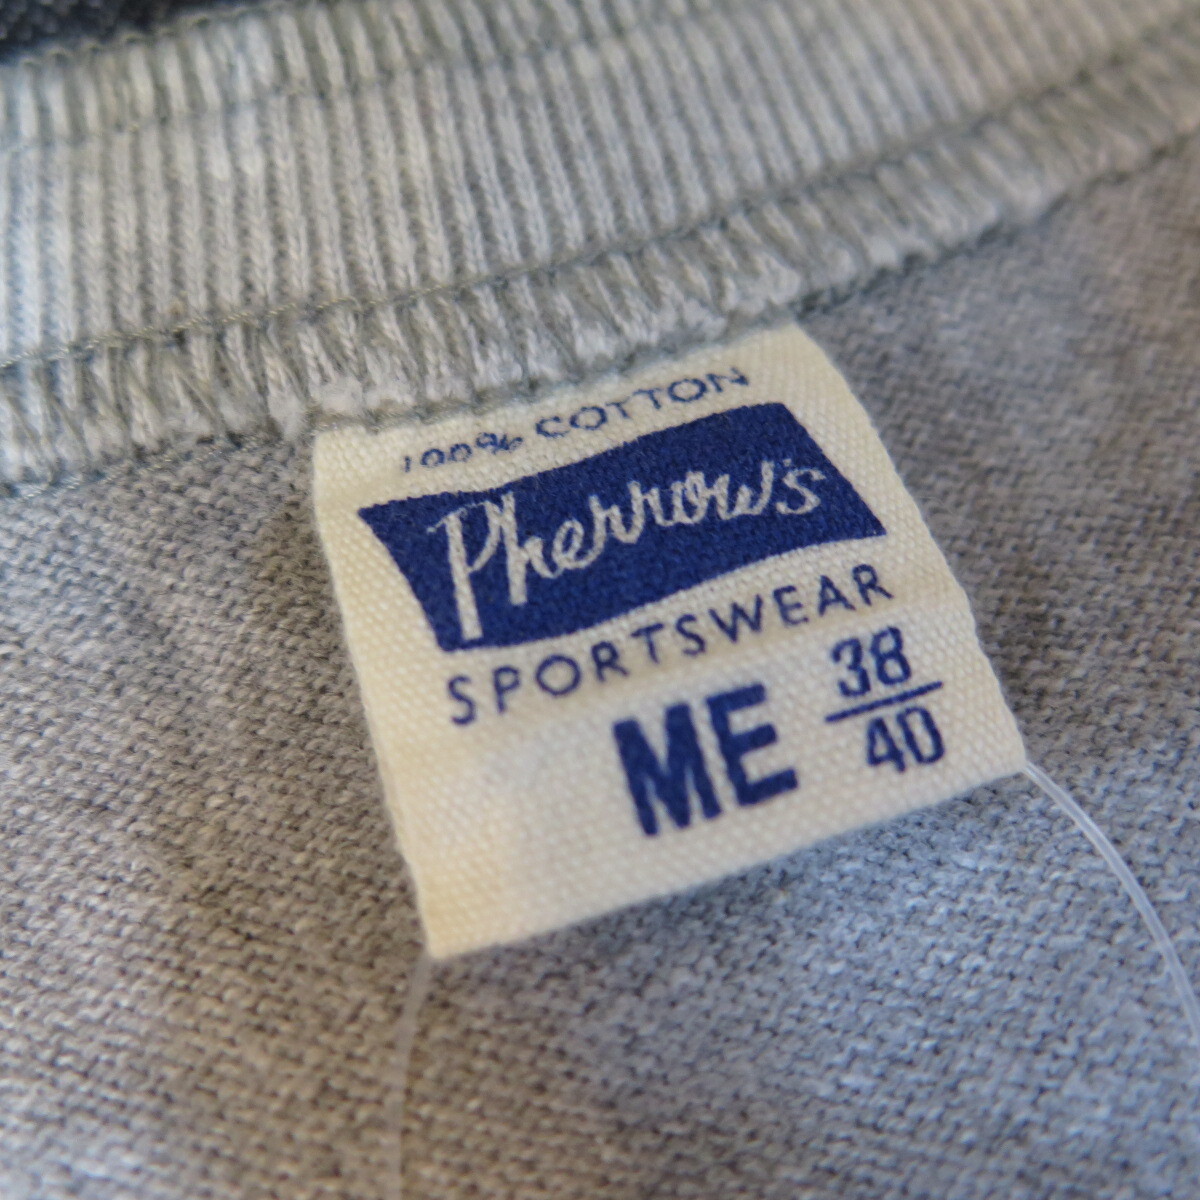 100% COTTON
Pherrow's
SPORTSWEAR
ME 38/40